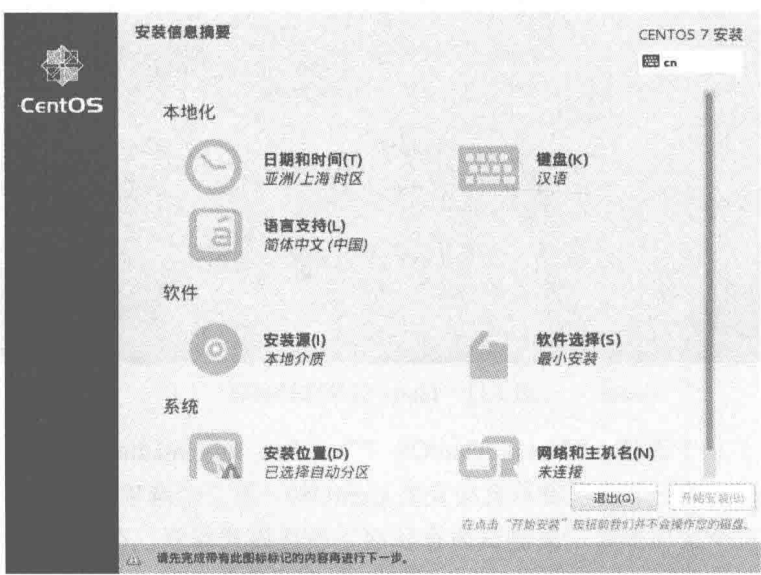 安装信息摘要
CENTOS 7 安装
cn
CentOS
本地化
日期和时间(T)
亚洲/上海 时区
键盘(K)
汉语
语言支持(L)
简体中文 (中国)
软件
安装源(I)
本地介质
软件选择(S)
最小安装
系统
安装位置(D)
已选择自动分区
网络和主机名(N)
未连接
退出(Q)
开始安装(B)
在点击“开始安装”按钮前我们并不会操作您的磁盘。
请先完成带有此图标标记的内容再进行下一步。